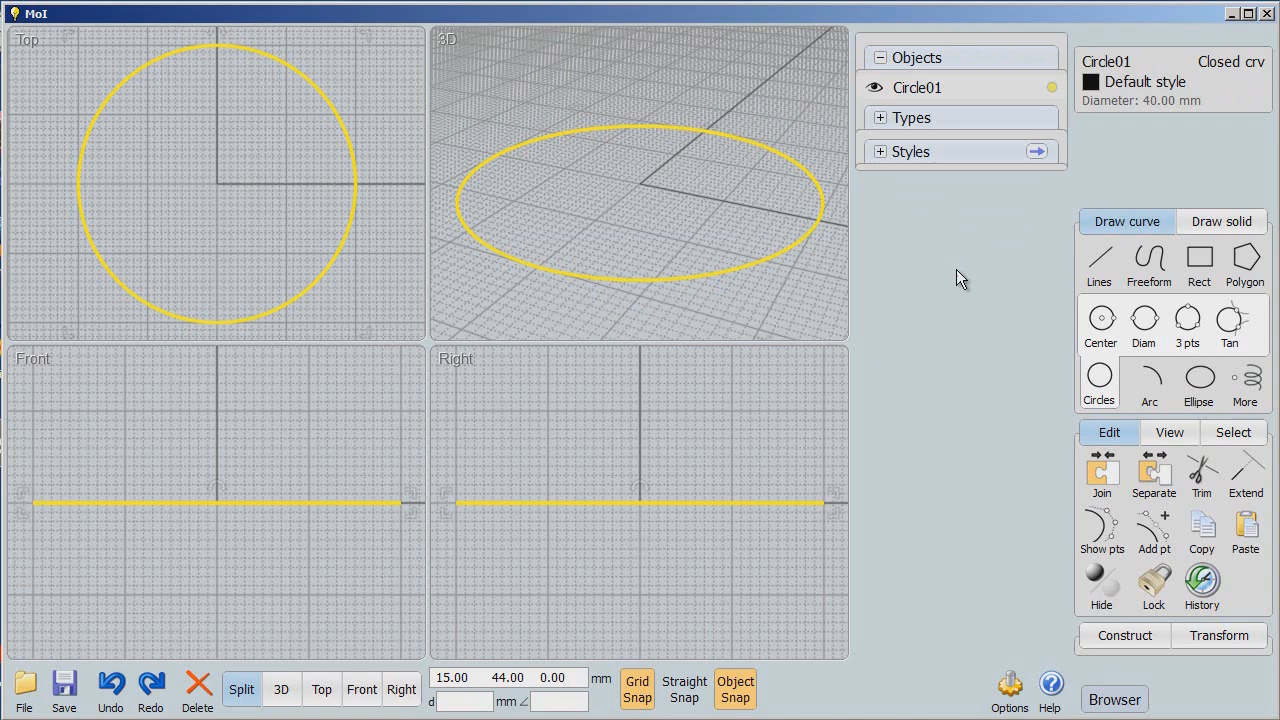 MoI
Top
3D
Front
Right
Objects
Circle01
Types
Styles
Circle01 Closed crv
Default style
Diameter: 40.00 mm
Draw curve Draw solid
Lines Freeform Rect Polygon
Center Diam 3 pts Tan
Circles Arc Ellipse More
Edit View Select
Join Separate Trim Extend
Show pts Add pt Copy Paste
Hide Lock History
Construct Transform
File Save Undo Redo Delete
Split 3D Top Front Right
15.00 44.00 0.00 mm
d mm ∠
Grid Snap
Straight Snap
Object Snap
Options Help
Browser